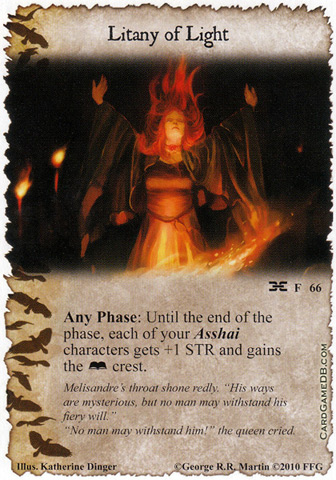 Litany of Light
F 66
Any Phase: Until the end of the
phase, each of your Asshai
characters gets +1 STR and gains
the crest.
Melisandre's throat shone redly. "His ways
are mysterious, but no man may withstand his
fiery will."
"No man may withstand him!" the queen cried.
CARDGAMEDB.COM
Illus. Katherine Dinger ©George R.R. Martin ©2010 FFG